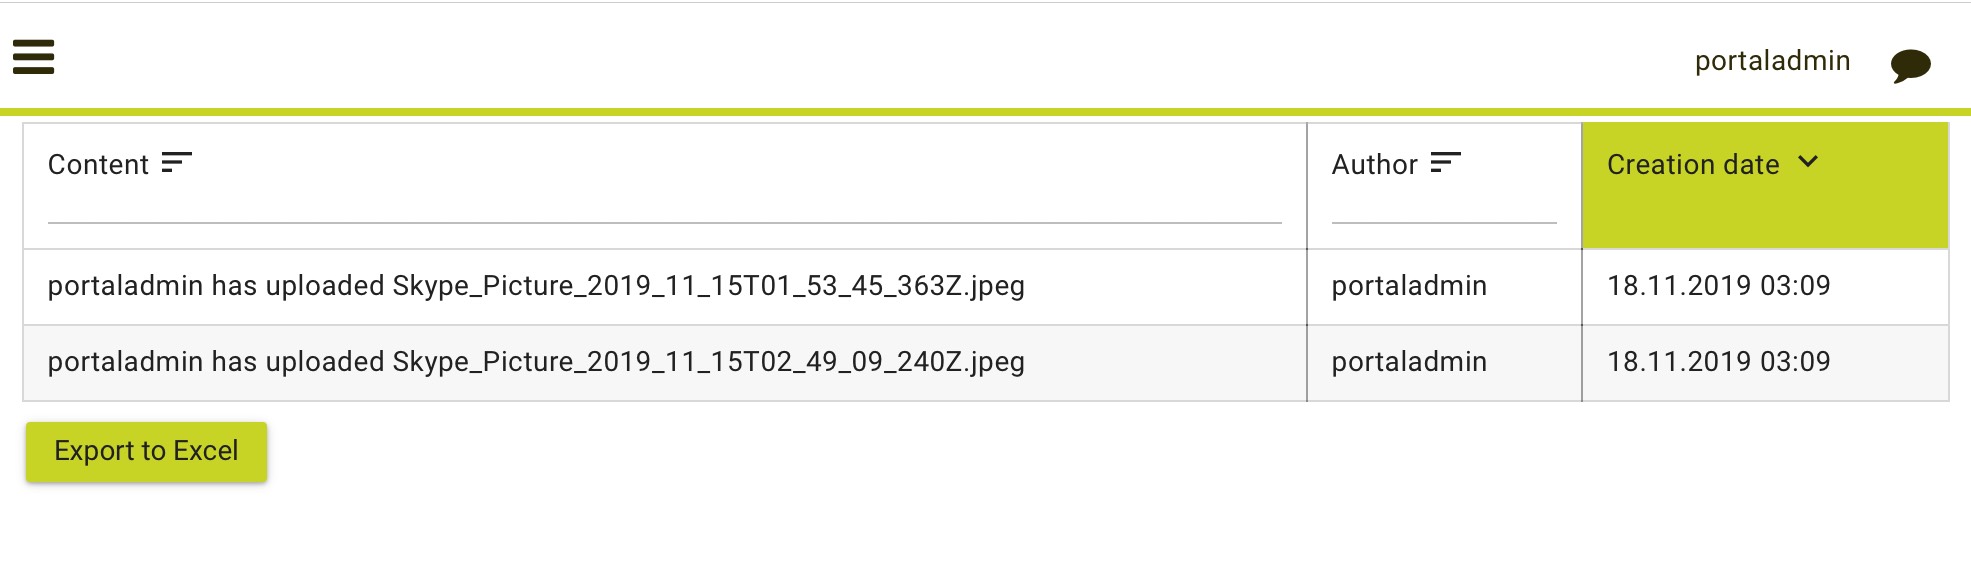 portaladmin
Content Author Creation date
portaladmin has uploaded Skype_Picture_2019_11_15T01_53_45_363Z.jpeg portaladmin 18.11.2019 03:09
portaladmin has uploaded Skype_Picture_2019_11_15T02_49_09_240Z.jpeg portaladmin 18.11.2019 03:09
Export to Excel